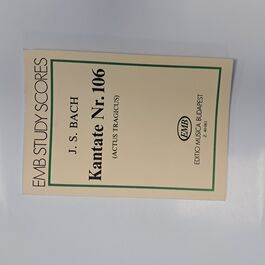 EMB STUDY SCORES
J. S. BACH
Kantate Nr. 106
(ACTUS TRAGICUS)
EMB
EDITIO MUSICA BUDAPEST